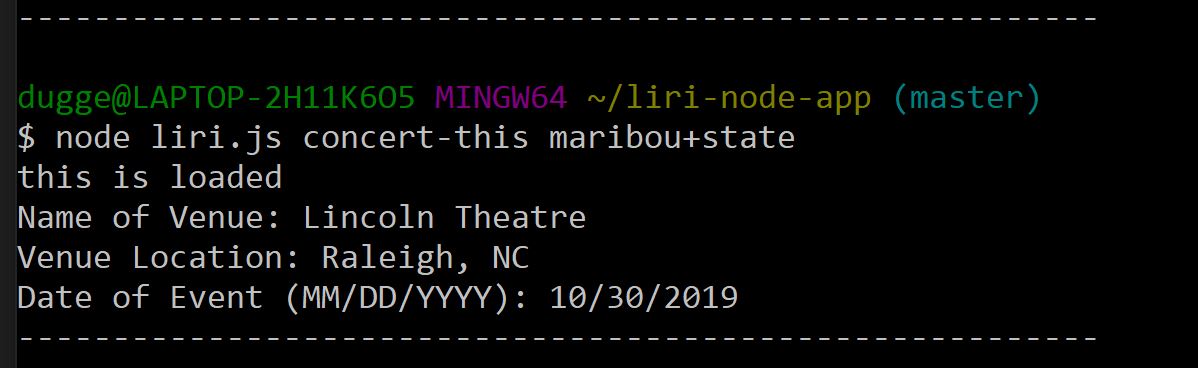 ---------------------------------------------------------
dugge@LAPTOP-2H11K6O5 MINGW64 ~/liri-node-app (master)
$ node liri.js concert-this maribou+state
this is loaded
Name of Venue: Lincoln Theatre
Venue Location: Raleigh, NC
Date of Event (MM/DD/YYYY): 10/30/2019
---------------------------------------------------------